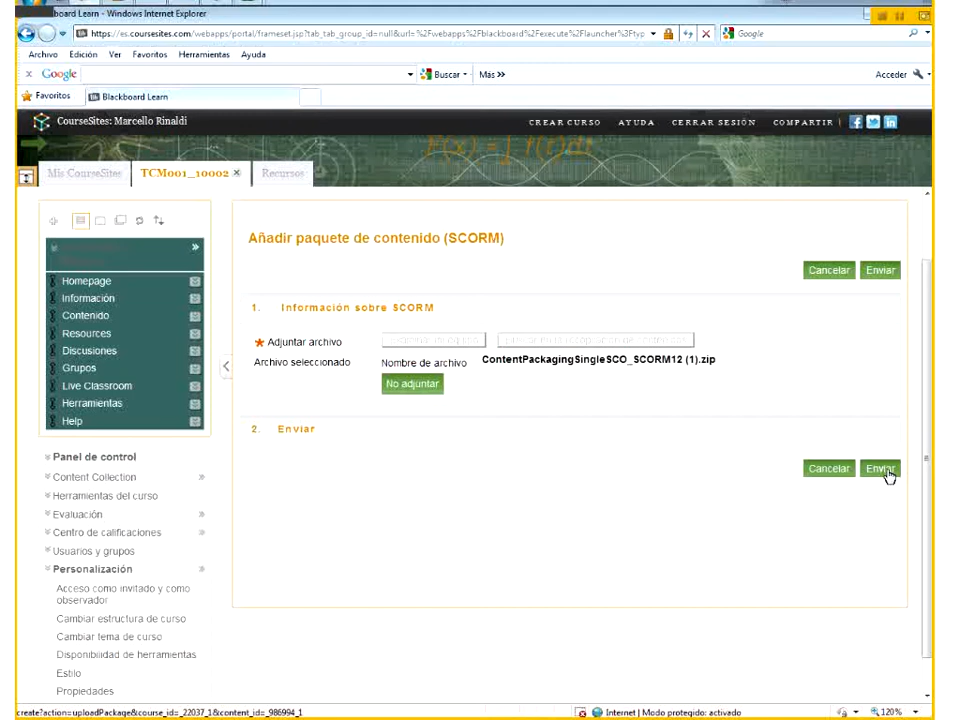 board Learn - Windows Internet Explorer
https://es.coursesites.com/webapps/portal/frameset.jsp?tab_tab_group_id=null&url=%2Fwebapps%2Fblackboard%2Fexecute%2Flauncher%3Ftyp
Google
Archivo Edición Ver Favoritos Herramientas Ayuda
x Google Buscar Más >> Acceder
Favoritos Blackboard Learn
CourseSites: Marcello Rinaldi CREAR CURSO AYUDA CERRAR SESIÓN COMPARTIR
Mis CourseSites TCM001_10002 × Recursos
Añadir paquete de contenido (SCORM)
Cancelar Enviar
1. Información sobre SCORM
Adjuntar archivo
Archivo seleccionado Nombre de archivo ContentPackagingSingleSCO_SCORM12 (1).zip
No adjuntar
2. Enviar
Cancelar Enviar
Homepage
Información
Contenido
Resources
Discusiones
Grupos
Live Classroom
Herramientas
Help
Panel de control
Content Collection
Herramientas del curso
Evaluación
Centro de calificaciones
Usuarios y grupos
Personalización
Acceso como invitado y como
observador
Cambiar estructura de curso
Cambiar tema de curso
Disponibilidad de herramientas
Estilo
Propiedades
create?action=uploadPackage&course_id=_22037_1&content_id=_986994_1
Internet | Modo protegido: activado
120%